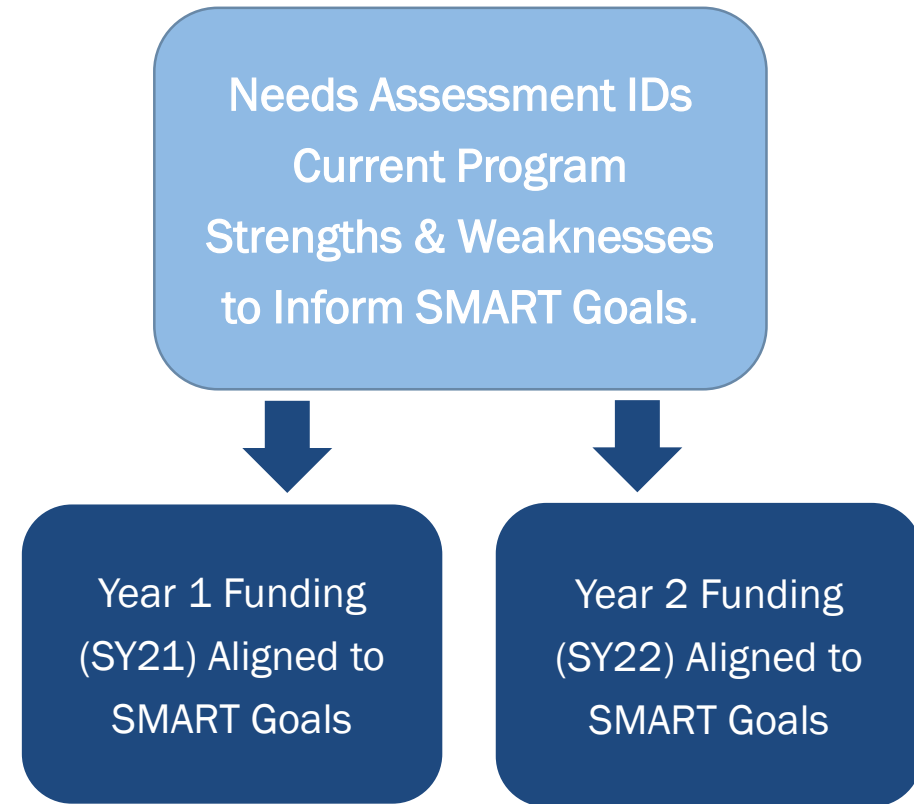 Needs Assessment IDs
Current Program
Strengths & Weaknesses
to Inform SMART Goals.
Year 1 Funding
(SY21) Aligned to
SMART Goals
Year 2 Funding
(SY22) Aligned to
SMART Goals